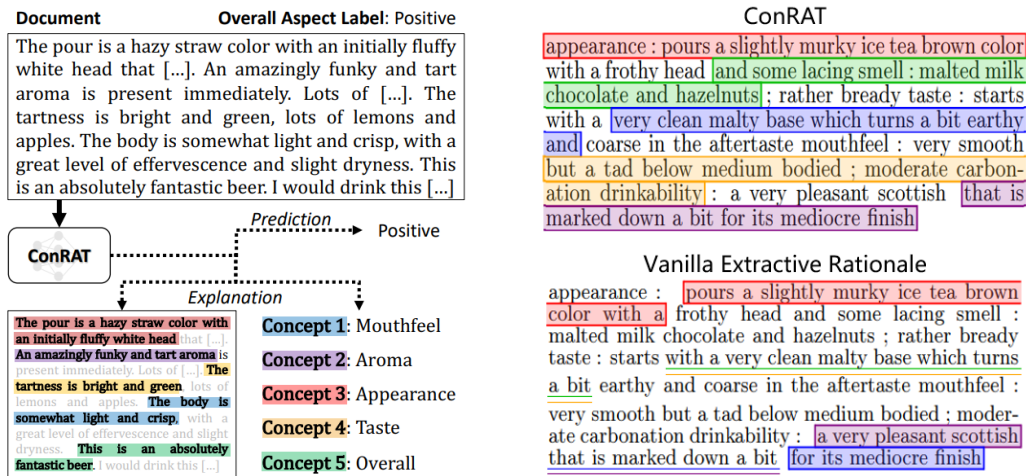 Document Overall Aspect Label: Positive
The pour is a hazy straw color with an initially fluffy
white head that [...]. An amazingly funky and tart
aroma is present immediately. Lots of [...]. The
tartness is bright and green, lots of lemons and
apples. The body is somewhat light and crisp, with a
great level of effervescence and slight dryness. This
is an absolutely fantastic beer. I would drink this [...]
Prediction
Positive
ConRAT
Explanation
The pour is a hazy straw color with
an initially fluffy white head that [...].
An amazingly funky and tart aroma is
present immediately. Lots of [...]. The
tartness is bright and green, lots of
lemons and apples. The body is
somewhat light and crisp, with a
great level of effervescence and slight
dryness. This is an absolutely
fantastic beer. I would drink this [...]
Concept 1: Mouthfeel
Concept 2: Aroma
Concept 3: Appearance
Concept 4: Taste
Concept 5: Overall
ConRAT
appearance : pours a slightly murky ice tea brown color
with a frothy head and some lacing smell : malted milk
chocolate and hazelnuts ; rather bready taste : starts
with a very clean malty base which turns a bit earthy
and coarse in the aftertaste mouthfeel : very smooth
but a tad below medium bodied ; moderate carbon-
ation drinkability : a very pleasant scottish that is
marked down a bit for its mediocre finish
Vanilla Extractive Rationale
appearance : pours a slightly murky ice tea brown
color with a frothy head and some lacing smell :
malted milk chocolate and hazelnuts ; rather bready
taste : starts with a very clean malty base which turns
a bit earthy and coarse in the aftertaste mouthfeel :
very smooth but a tad below medium bodied ; moder-
ate carbonation drinkability : a very pleasant scottish
that is marked down a bit for its mediocre finish